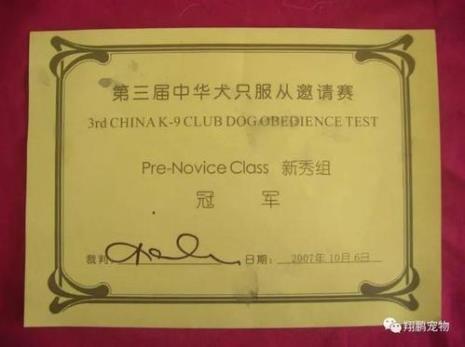 第三届中华犬只服从邀请赛
3rd CHINA K-9 CLUB DOG OBEDIENCE TEST
Pre-Novice Class 新秀组
冠 军
裁判: 日期: 2007年10月6日
翔鹏宠物